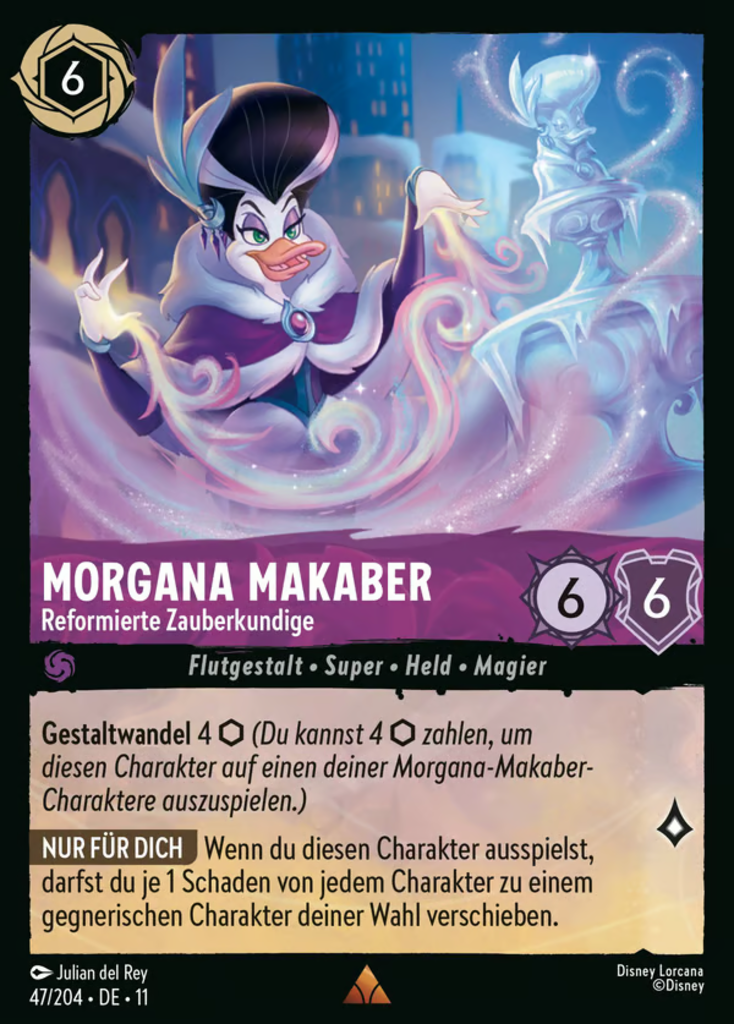 6
MORGANA MAKABER
Reformierte Zauberkundige
6
6
Flutgestalt • Super • Held • Magier
Gestaltwandel 4 ⬡ (Du kannst 4 ⬡ zahlen, um
diesen Charakter auf einen deiner Morgana-Makaber-
Charaktere auszuspielen.)
NUR FÜR DICH Wenn du diesen Charakter ausspielst,
darfst du je 1 Schaden von jedem Charakter zu einem
gegnerischen Charakter deiner Wahl verschieben.
Julian del Rey
47/204 • DE • 11
Disney Lorcana
©Disney